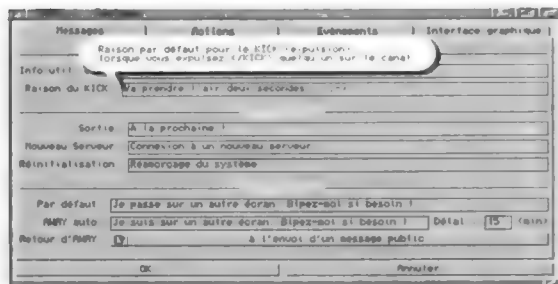 Messages | Actions | Evènements | Interface graphique
Raison par défaut pour le KICK (expulsion)
lorsque vous expulsez (/KICK) quelqu'un sur le canal
Info util
Raison du KICK Va prendre l'air deux secondes
Sortie A la prochaine !
Nouveau Serveur Connexion à un nouveau serveur
Réinitialisation Réamorçage du système
Par défaut Je passe sur un autre écran Bipez-moi si besoin !
AWAY auto Je suis sur un autre écran Bipez-moi si besoin ! Délai 15 (min)
Retour d'AWAY à l'envoi d'un message public
OK | Annuler